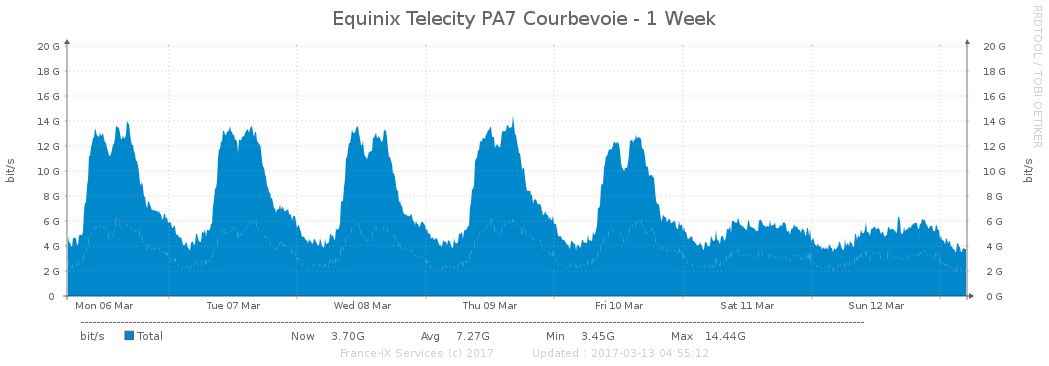 Equinix Telecity PA7 Courbevoie - 1 Week
RRDTOOL / TOBI OETIKER
bit/s
20 G 20 G
18 G 18 G
16 G 16 G
14 G 14 G
12 G 12 G
10 G 10 G
8 G 8 G
6 G 6 G
4 G 4 G
2 G 2 G
0 0 G
bit/s
Mon 06 Mar Tue 07 Mar Wed 08 Mar Thu 09 Mar Fri 10 Mar Sat 11 Mar Sun 12 Mar
bit/s Total Now 3.70G Avg 7.27G Min 3.45G Max 14.44G
France-IX Services (c) 2017 Updated : 2017-03-13 04:55:12